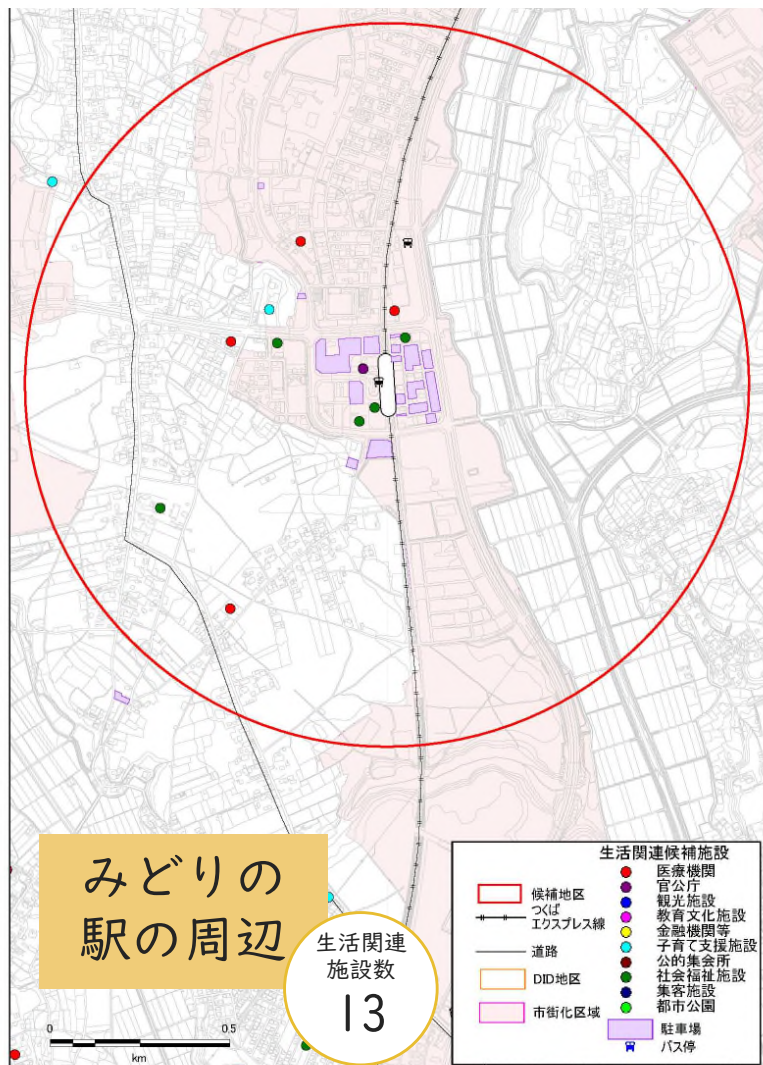 みどりの
駅の周辺
生活関連
施設数
13
0
0.5
km
生活関連候補施設
候補地区
つくば
エクスプレス線
道路
DID地区
市街化区域
医療機関
官公庁
観光施設
教育文化施設
金融機関等
子育て支援施設
公的集会所
社会福祉施設
集客施設
都市公園
駐車場
バス停